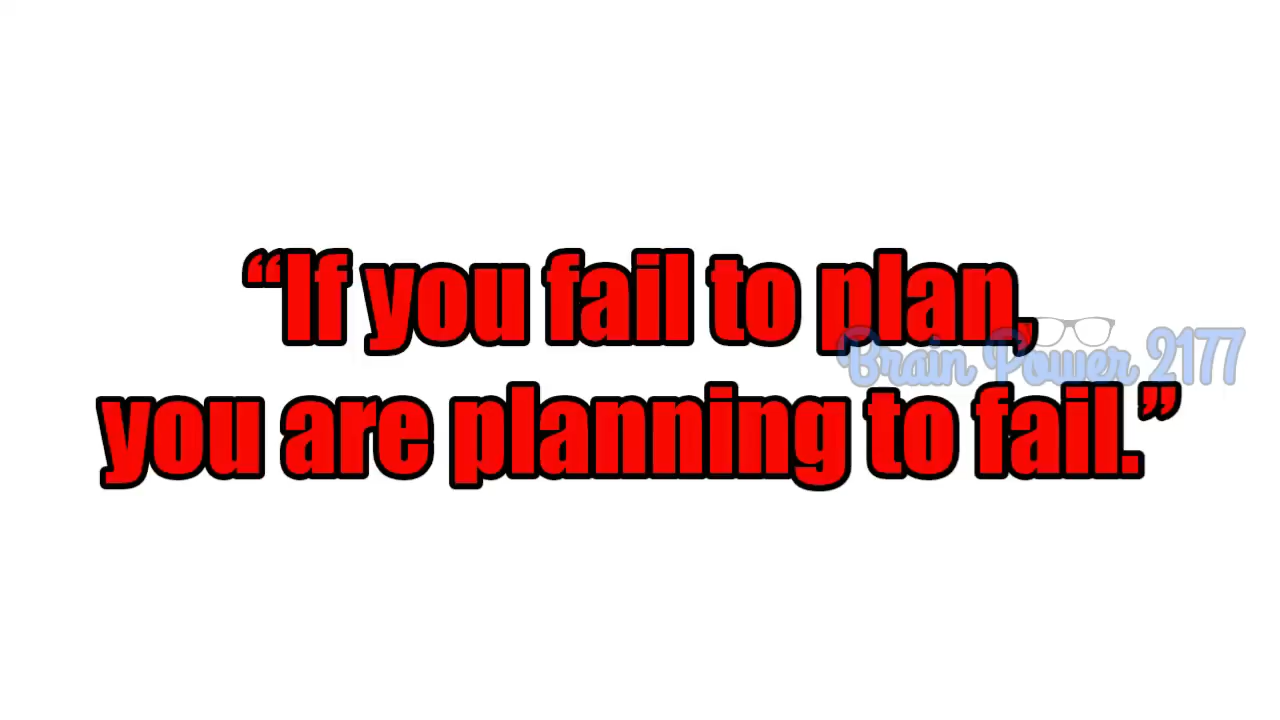 “If you fail to plan,
Brain Power 2177
you are planning to fail.”